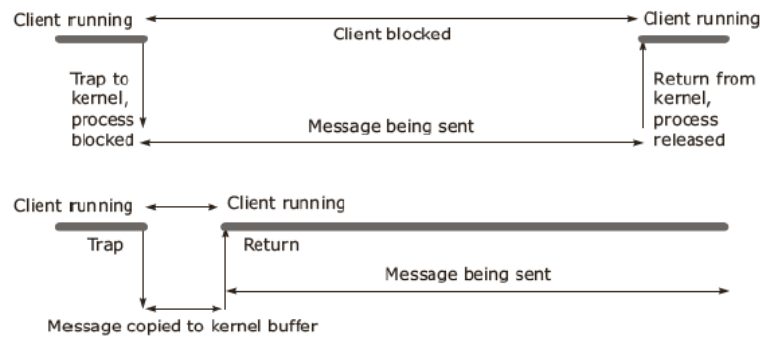 Client running
Client blocked
Client running
Trap to
kernel,
process
blocked
Message being sent
Return from
kernel,
process
released
Client running
Client running
Trap
Return
Message being sent
Message copied to kernel buffer